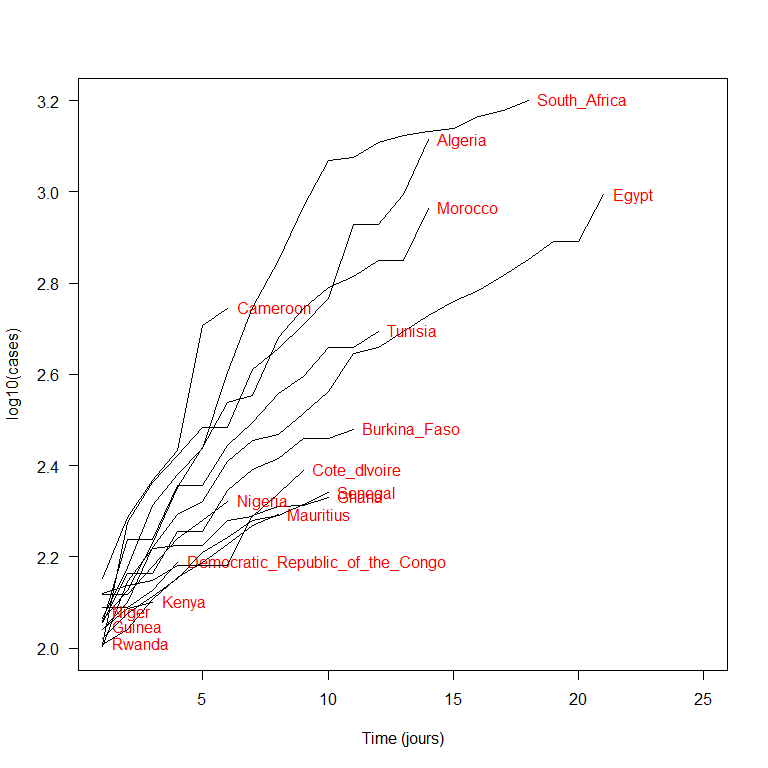 3.2
South_Africa
Algeria
3.0
Egypt
Morocco
2.8
Cameroon
Tunisia
2.6
log10(cases)
Burkina_Faso
2.4
Cote_dIvoire
Senegal
Ghana
Nigeria
Mauritius
2.2
Democratic_Republic_of_the_Congo
Kenya
Niger
Guinea
Rwanda
2.0
5 10 15 20 25
Time (jours)